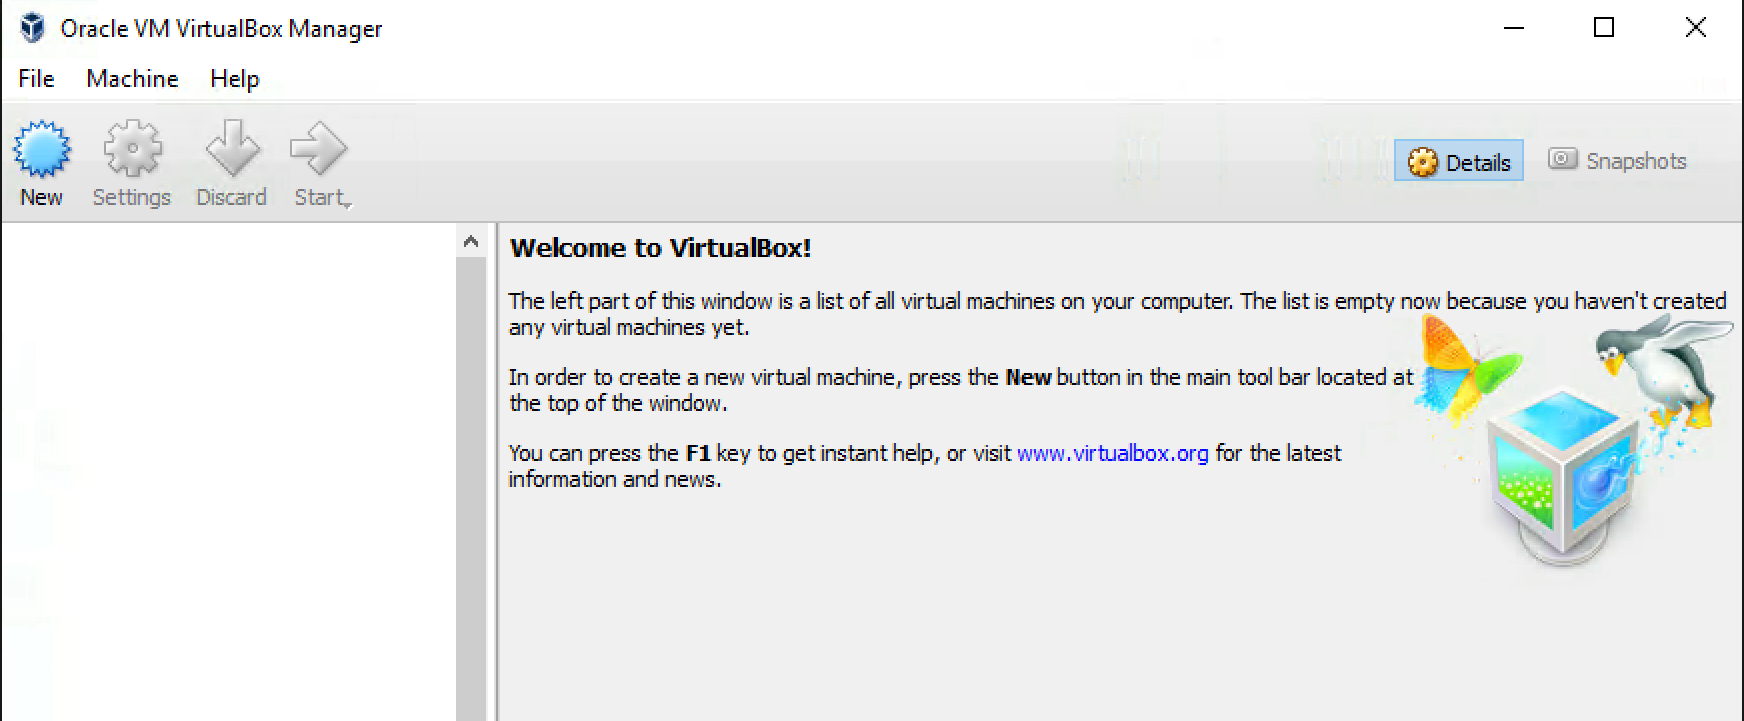 Oracle VM VirtualBox Manager
File Machine Help
New Settings Discard Start
Details Snapshots
Welcome to VirtualBox!
The left part of this window is a list of all virtual machines on your computer. The list is empty now because you haven't created
any virtual machines yet.
In order to create a new virtual machine, press the New button in the main tool bar located at
the top of the window.
You can press the F1 key to get instant help, or visit www.virtualbox.org for the latest
information and news.